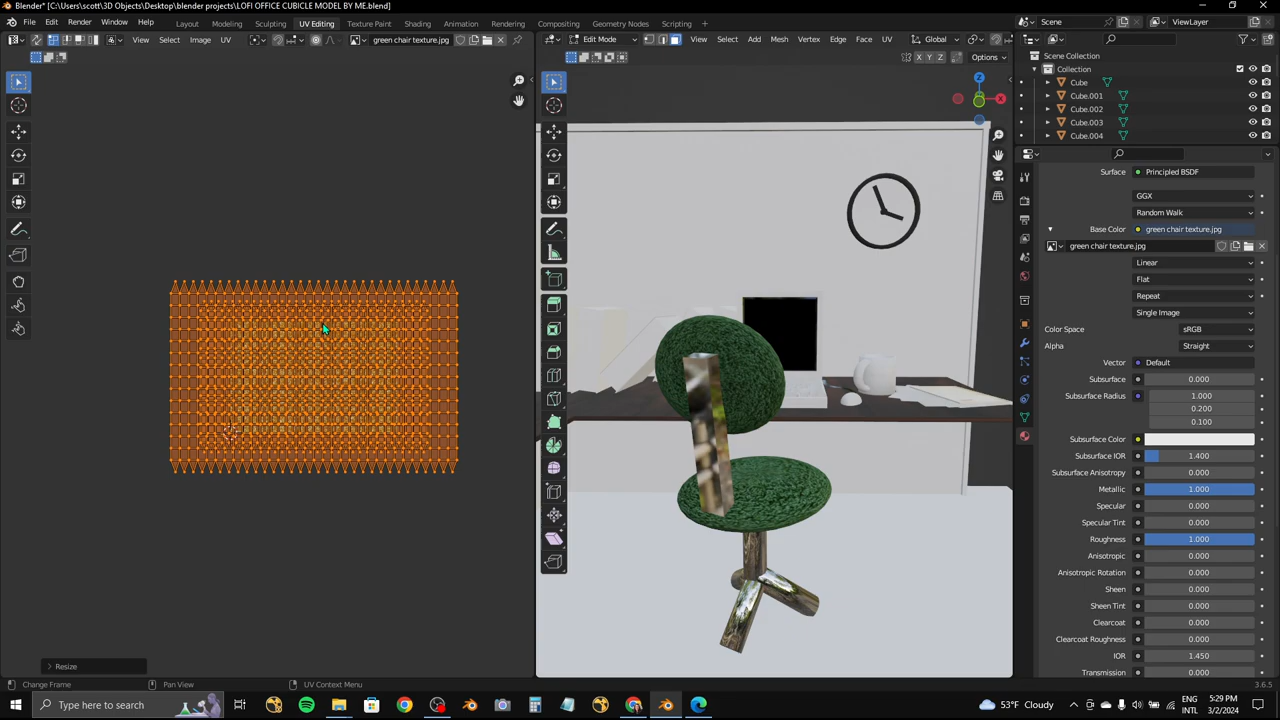 Blender* [C:\Users\scott\3D Objects\Desktop\blender projects\LOFI OFFICE CUBICLE MODEL BY ME.blend]
File Edit Render Window Help Layout Modeling Sculpting UV Editing Texture Paint Shading Animation Rendering Compositing Geometry Nodes Scripting Scene ViewLayer
View Select Image UV green chair texture.jpg Edit Mode View Select Add Mesh Vertex Edge Face UV Global
X Y Z Options
Scene Collection
Collection
Cube
Cube.001
Cube.002
Cube.003
Cube.004
Surface Principled BSDF
GGX
Random Walk
Base Color green chair texture.jpg
green chair texture.jpg
Linear
Flat
Repeat
Single Image
Color Space sRGB
Alpha Straight
Vector Default
Subsurface 0.000
Subsurface Radius 1.000
0.200
0.100
Subsurface Color
Subsurface IOR 1.400
Subsurface Anisotropy 0.000
Metallic 1.000
Specular 0.000
Specular Tint 0.000
Roughness 1.000
Anisotropic 0.000
Anisotropic Rotation 0.000
Sheen 0.000
Sheen Tint 0.000
Clearcoat 0.000
Clearcoat Roughness 0.000
IOR 1.450
Transmission 0.000
Resize
Change Frame Pan View UV Context Menu 3.6.5
Type here to search 53°F Cloudy ENG INTL 5:29 PM 3/2/2024